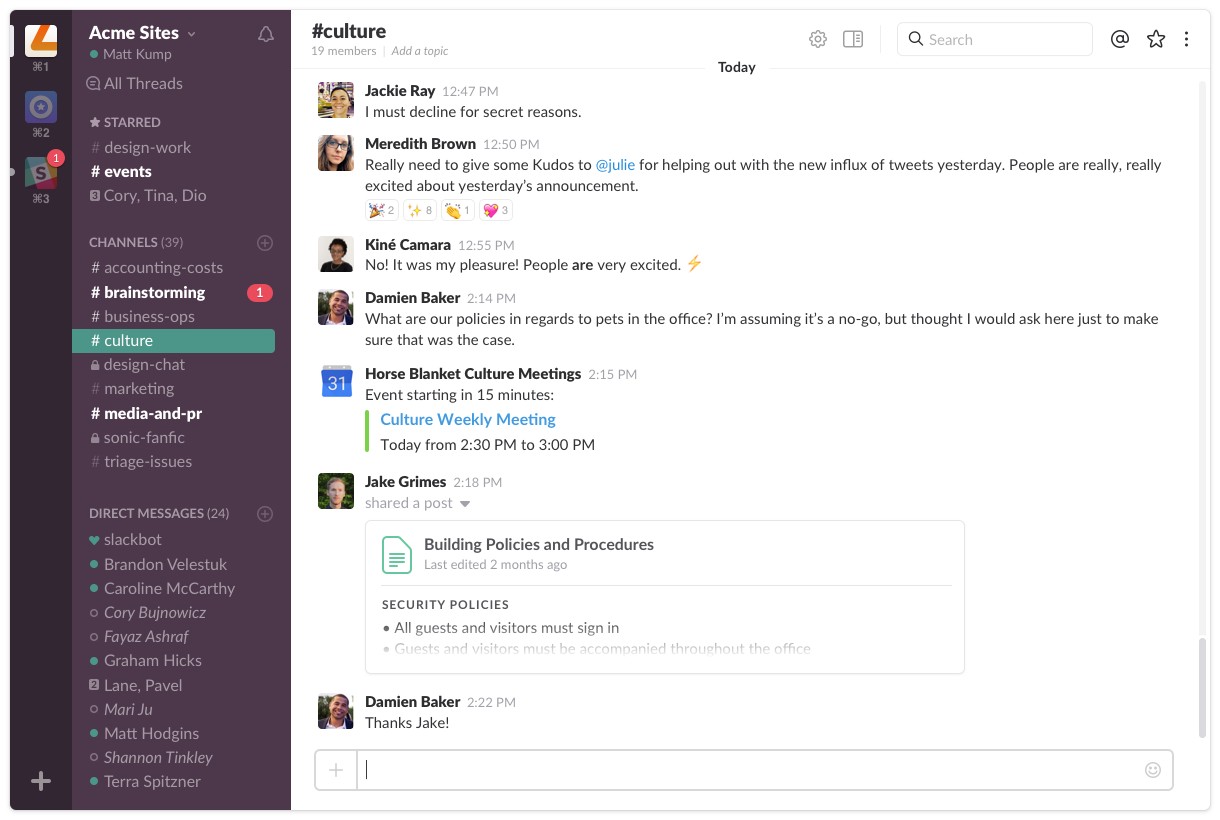 ⌘1
⌘2
1
S
⌘3
Acme Sites
Matt Kump
All Threads
STARRED
# design-work
# events
3 Cory, Tina, Dio
CHANNELS (39)
# accounting-costs
# brainstorming 1
# business-ops
# culture
design-chat
# marketing
# media-and-pr
sonic-fanfic
# triage-issues
DIRECT MESSAGES (24)
slackbot
Brandon Velestuk
Caroline McCarthy
Cory Bujnowicz
Fayaz Ashraf
Graham Hicks
2 Lane, Pavel
Mari Ju
Matt Hodgins
Shannon Tinkley
Terra Spitzner
#culture
19 members | Add a topic
Search
@
Today
Jackie Ray 12:47 PM
I must decline for secret reasons.
Meredith Brown 12:50 PM
Really need to give some Kudos to @julie for helping out with the new influx of tweets yesterday. People are really, really
excited about yesterday’s announcement.
🎉 2 ✨ 8 👏 1 💖 3
Kiné Camara 12:55 PM
No! It was my pleasure! People are very excited. ⚡
Damien Baker 2:14 PM
What are our policies in regards to pets in the office? I’m assuming it’s a no-go, but thought I would ask here just to make
sure that was the case.
31
Horse Blanket Culture Meetings 2:15 PM
Event starting in 15 minutes:
Culture Weekly Meeting
Today from 2:30 PM to 3:00 PM
Jake Grimes 2:18 PM
shared a post
Building Policies and Procedures
Last edited 2 months ago
SECURITY POLICIES
• All guests and visitors must sign in
• Guests and visitors must be accompanied throughout the office
Damien Baker 2:22 PM
Thanks Jake!